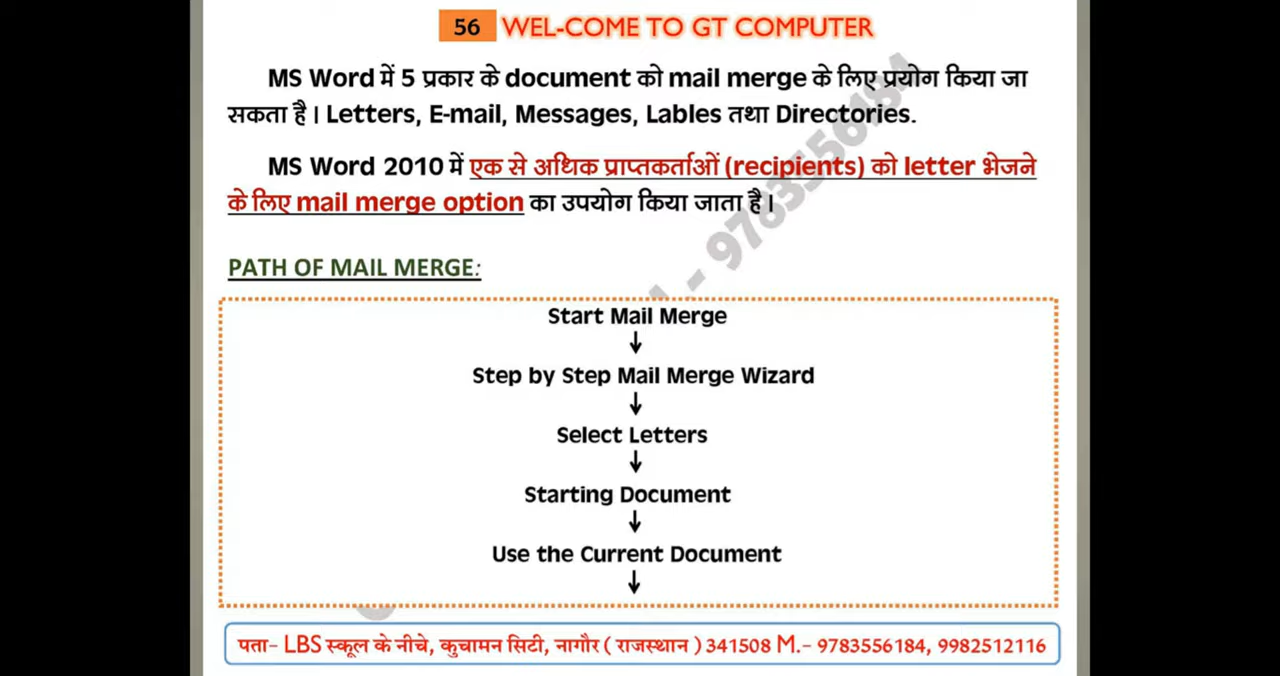 56 WEL-COME TO GT COMPUTER
MS Word में 5 प्रकार के document को mail merge के लिए प्रयोग किया जा
सकता है। Letters, E-mail, Messages, Lables तथा Directories.
MS Word 2010 में एक से अधिक प्राप्तकर्ताओं (recipients) को letter भेजने
के लिए mail merge option का उपयोग किया जाता है।
PATH OF MAIL MERGE:
Start Mail Merge
↓
Step by Step Mail Merge Wizard
↓
Select Letters
↓
Starting Document
↓
Use the Current Document
↓
पता- LBS स्कूल के नीचे, कुचामन सिटी, नागौर ( राजस्थान ) 341508 M.- 9783556184, 9982512116